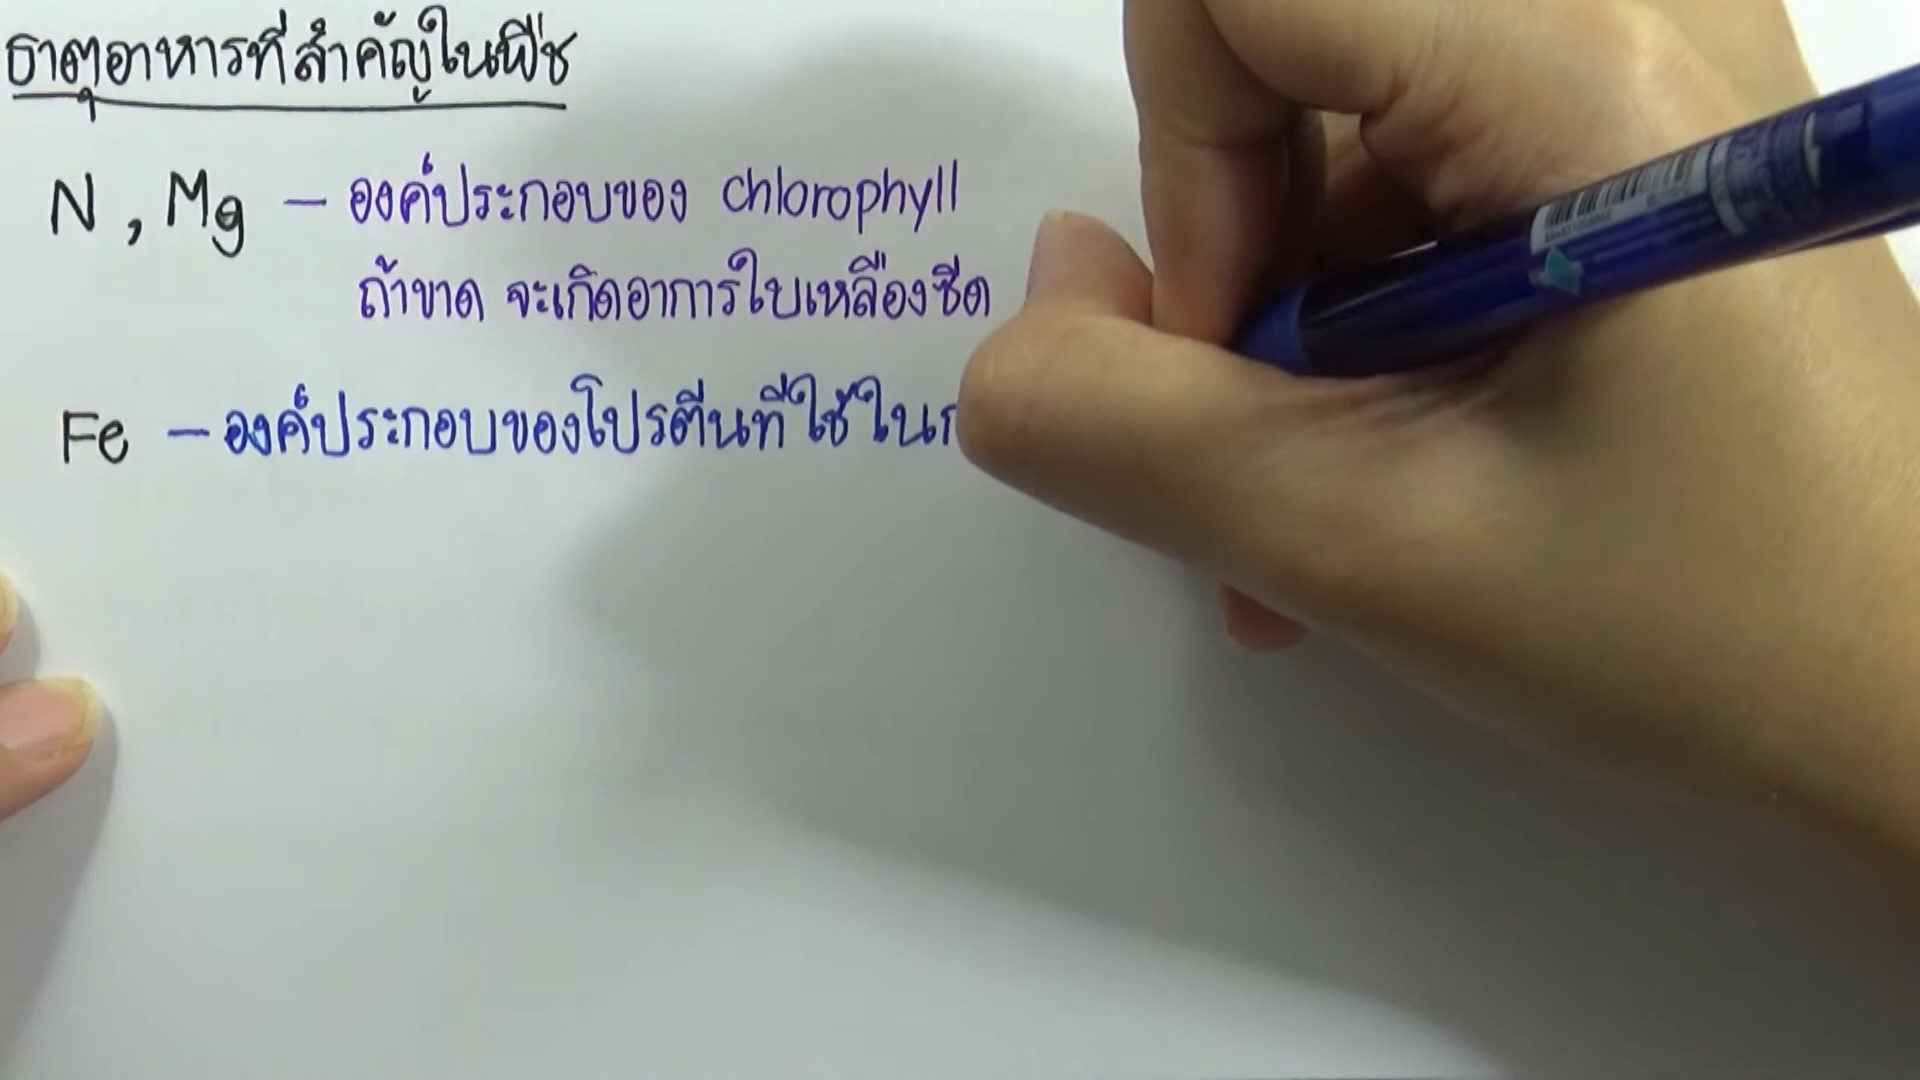 ธาตุอาหารที่สำคัญในพืช
N , Mg – องค์ประกอบของ chlorophyll
ถ้าขาด จะเกิดอาการใบเหลืองซีด
Fe – องค์ประกอบของโปรตีนที่ใช้ในก